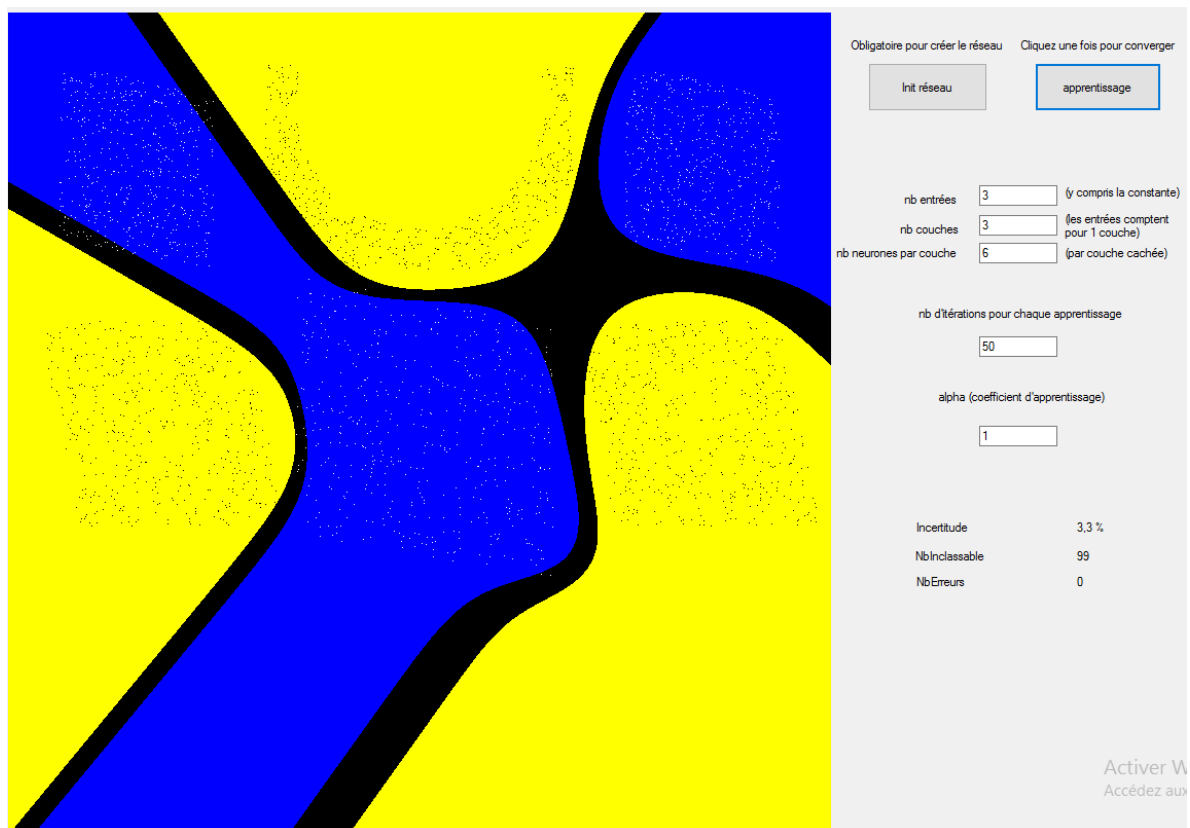 Obligatoire pour créer le réseau
Cliquez une fois pour converger
Init réseau
apprentissage
nb entrées
3
(y compris la constante)
nb couches
3
(les entrées comptent
pour 1 couche)
nb neurones par couche
6
(par couche cachée)
nb d'itérations pour chaque apprentissage
50
alpha (coefficient d'apprentissage)
1
Incertitude
3,3 %
NbInclassable
99
NbErreurs
0
Activer W
Accédez aux